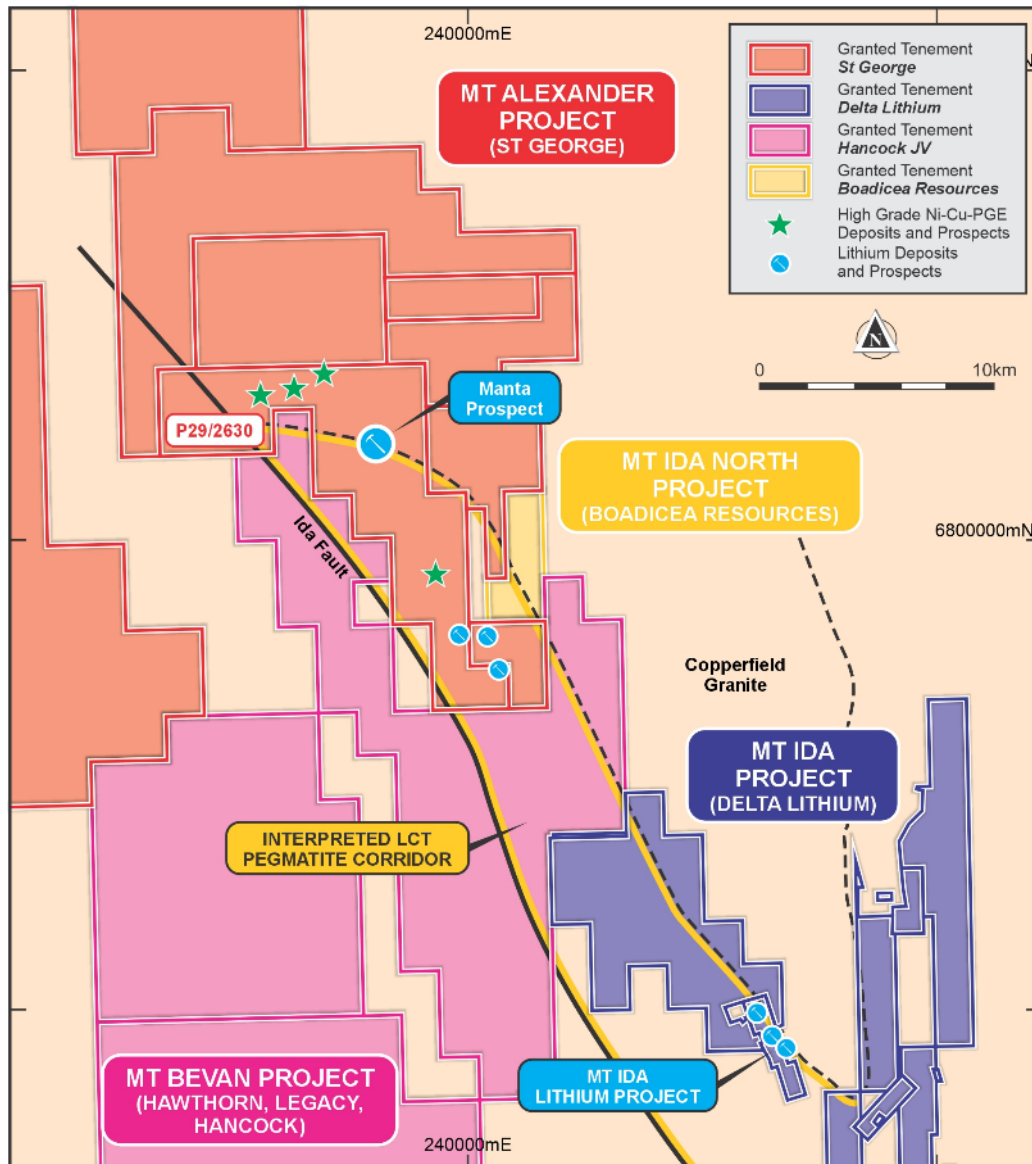 240000mE
N
MT ALEXANDER
PROJECT
(ST GEORGE)
Granted Tenement
St George
Granted Tenement
Delta Lithium
Granted Tenement
Hancock JV
Granted Tenement
Boadicea Resources
High Grade Ni-Cu-PGE
Deposits and Prospects
Lithium Deposits
and Prospects
N
0
10km
Manta
Prospect
P29/2630
MT IDA NORTH
PROJECT
(BOADICEA RESOURCES)
Ida Fault
6800000mN
Copperfield
Granite
MT IDA
PROJECT
(DELTA LITHIUM)
INTERPRETED LCT
PEGMATITE CORRIDOR
MT BEVAN PROJECT
(HAWTHORN, LEGACY,
HANCOCK)
MT IDA
LITHIUM PROJECT
240000mE